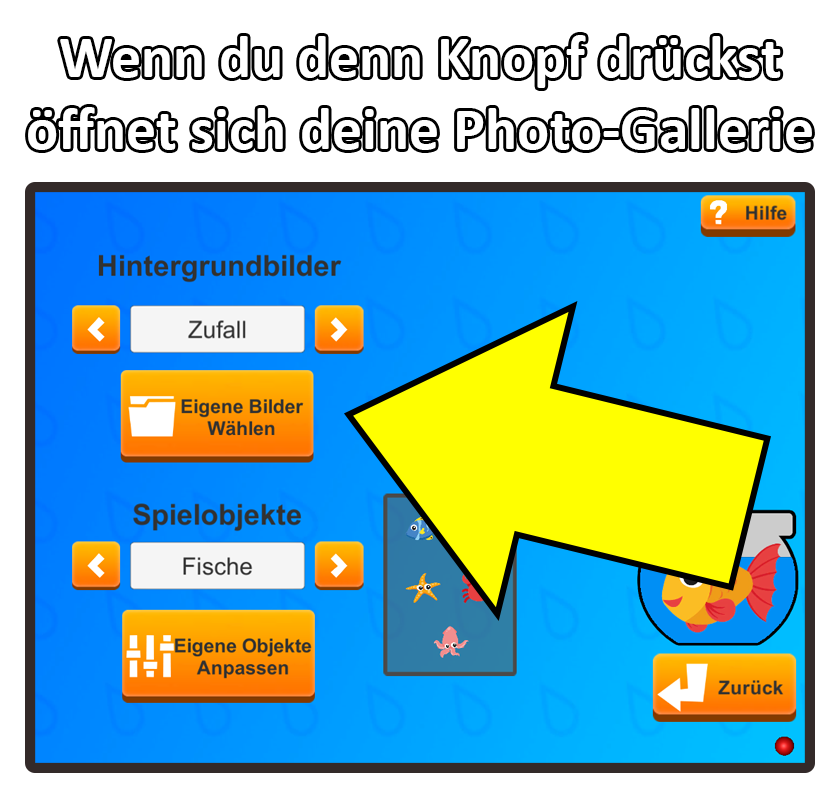 Wenn du denn Knopf drückst
öffnet sich deine Photo-Gallerie
? Hilfe
Hintergrundbilder
Zufall
Eigene Bilder
Wählen
Spielobjekte
Fische
Eigene Objekte
Anpassen
Zurück